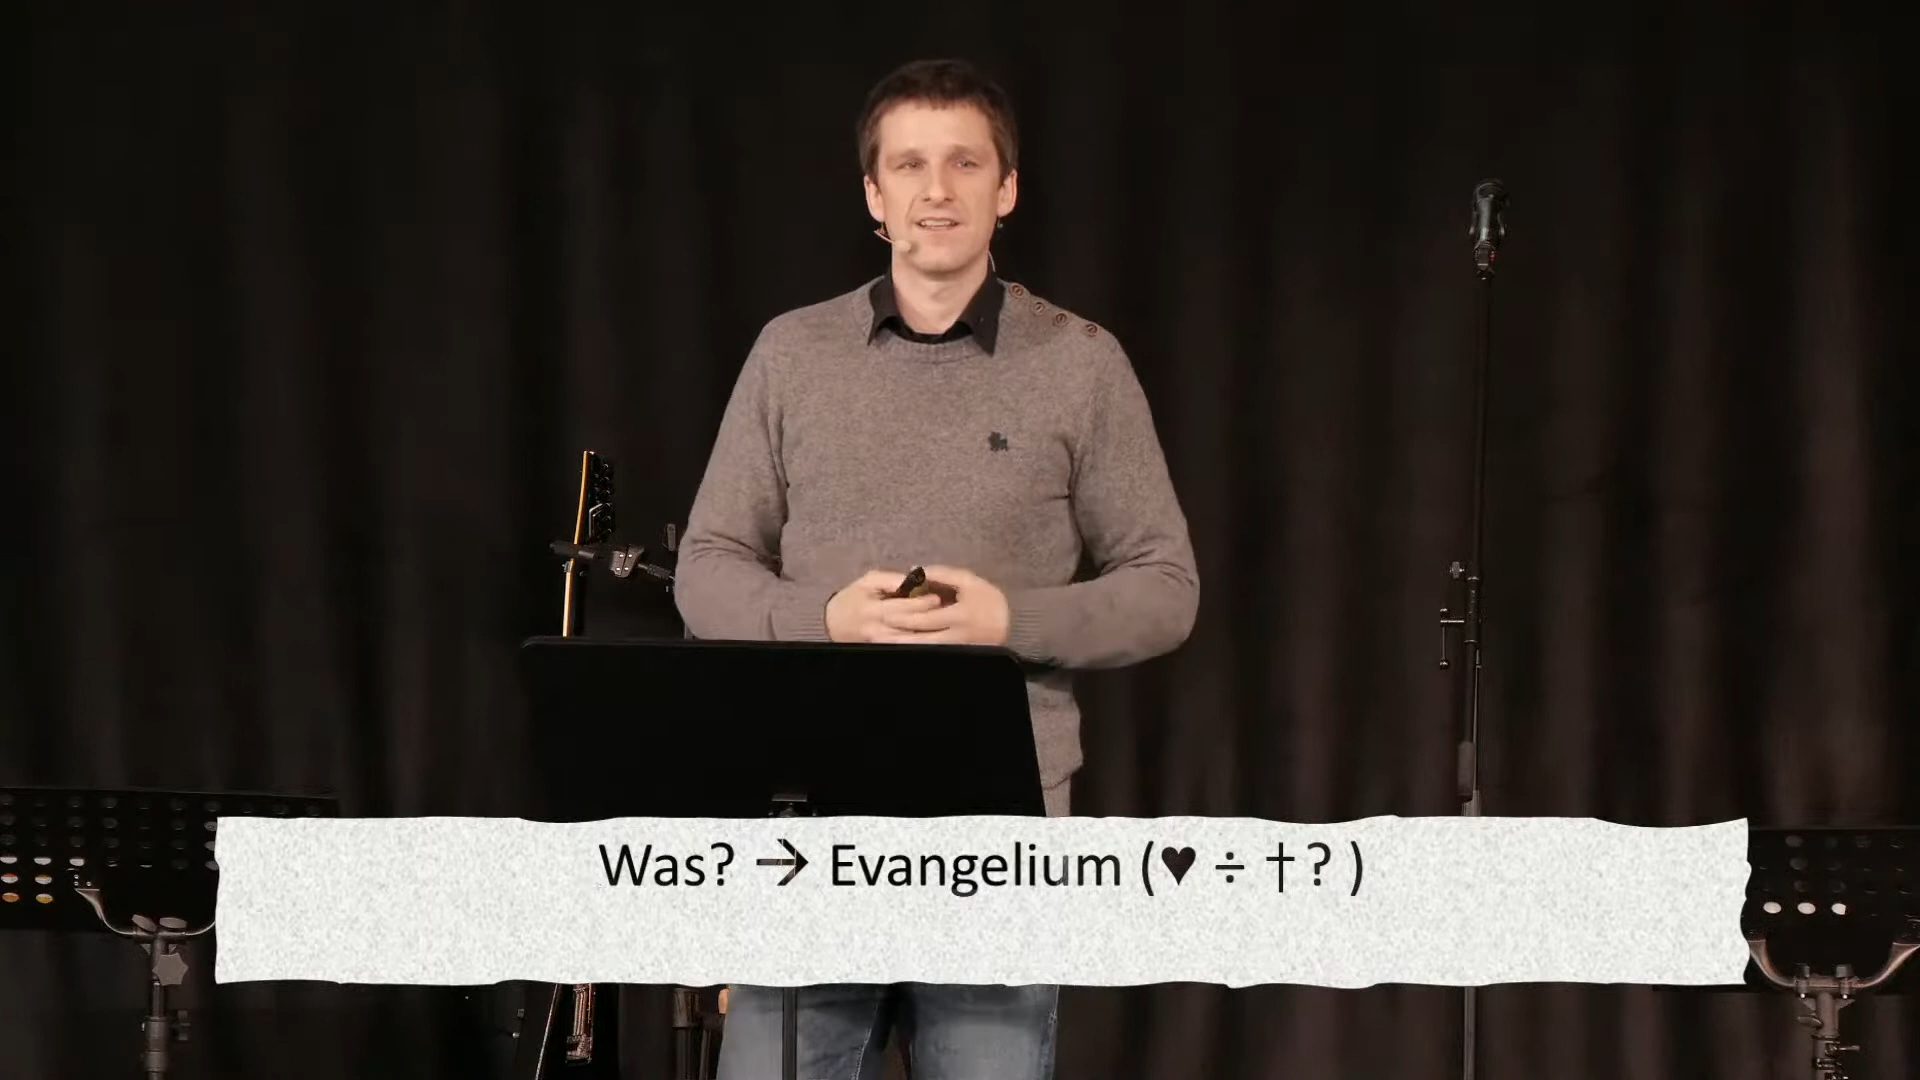 Was? → Evangelium (♥ ÷ †? )